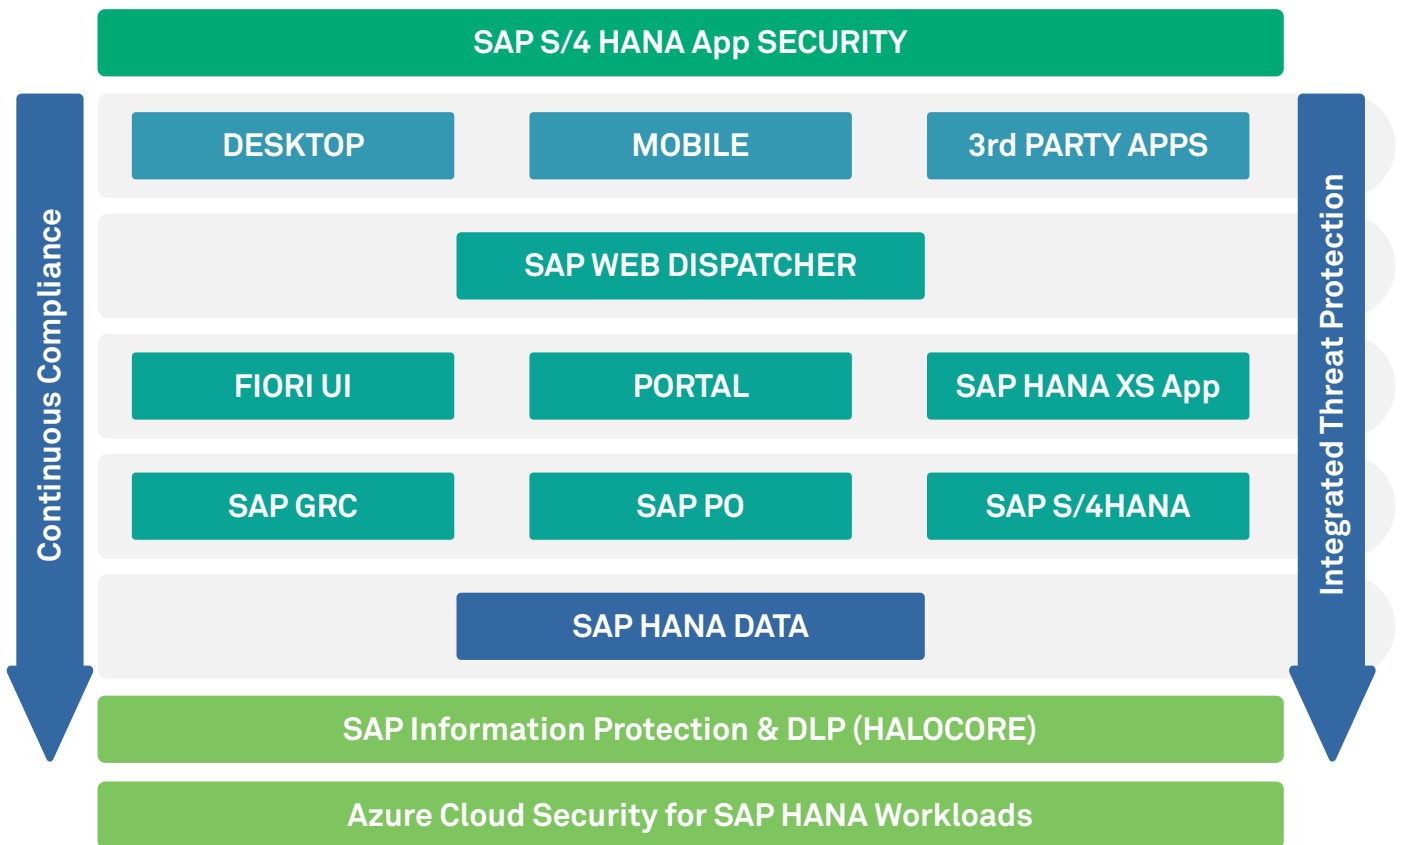 SAP S/4 HANA App SECURITY
Continuous Compliance
DESKTOP
MOBILE
3rd PARTY APPS
SAP WEB DISPATCHER
FIORI UI
PORTAL
SAP HANA XS App
SAP GRC
SAP PO
SAP S/4HANA
SAP HANA DATA
Integrated Threat Protection
SAP Information Protection & DLP (HALOCORE)
Azure Cloud Security for SAP HANA Workloads